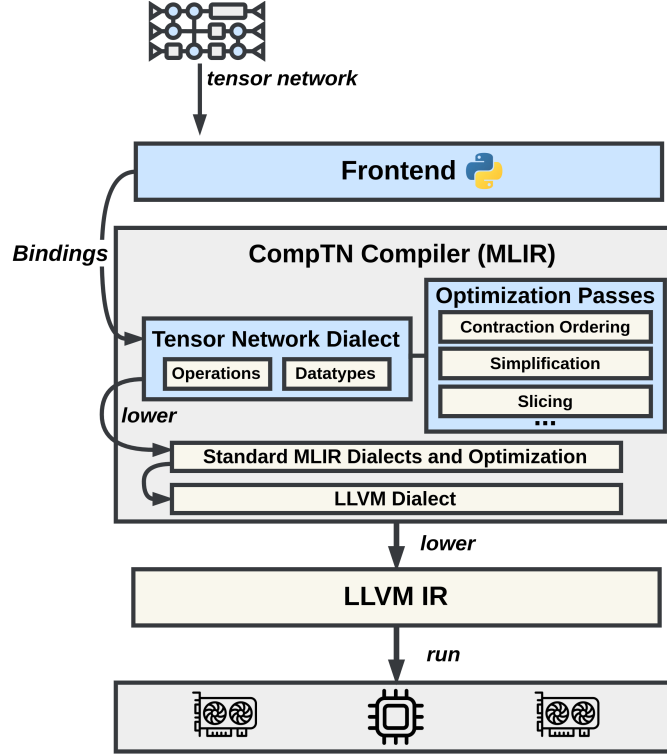 tensor network
Frontend
Bindings
CompTN Compiler (MLIR)
Optimization Passes
Contraction Ordering
Simplification
Slicing
...
Tensor Network Dialect
Operations
Datatypes
lower
Standard MLIR Dialects and Optimization
LLVM Dialect
lower
LLVM IR
run